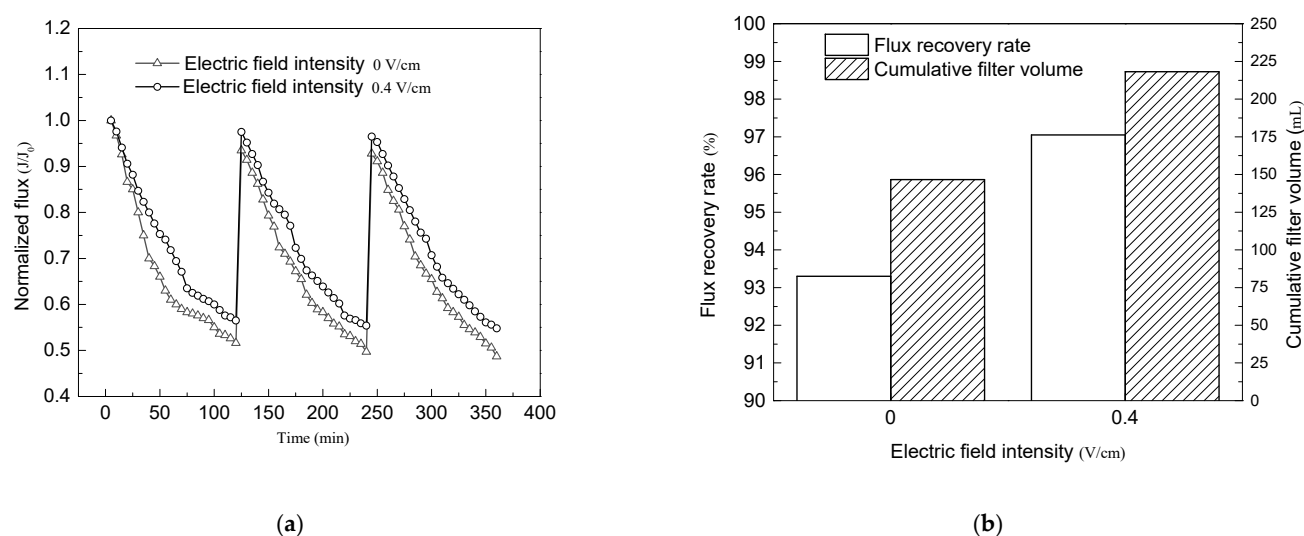 1.2
1.1
1.0
0.9
0.8
0.7
0.6
0.5
0.4
Normalized flux (J/J₀)
Electric field intensity 0 V/cm
Electric field intensity 0.4 V/cm
0 50 100 150 200 250 300 350 400
Time (min)
(a)
100
99
98
97
96
95
94
93
92
91
90
Flux recovery rate (%)
Flux recovery rate
Cumulative filter volume
250
225
200
175
150
125
100
75
50
25
0
Cumulative filter volume (mL)
0 0.4
Electric field intensity (V/cm)
(b)